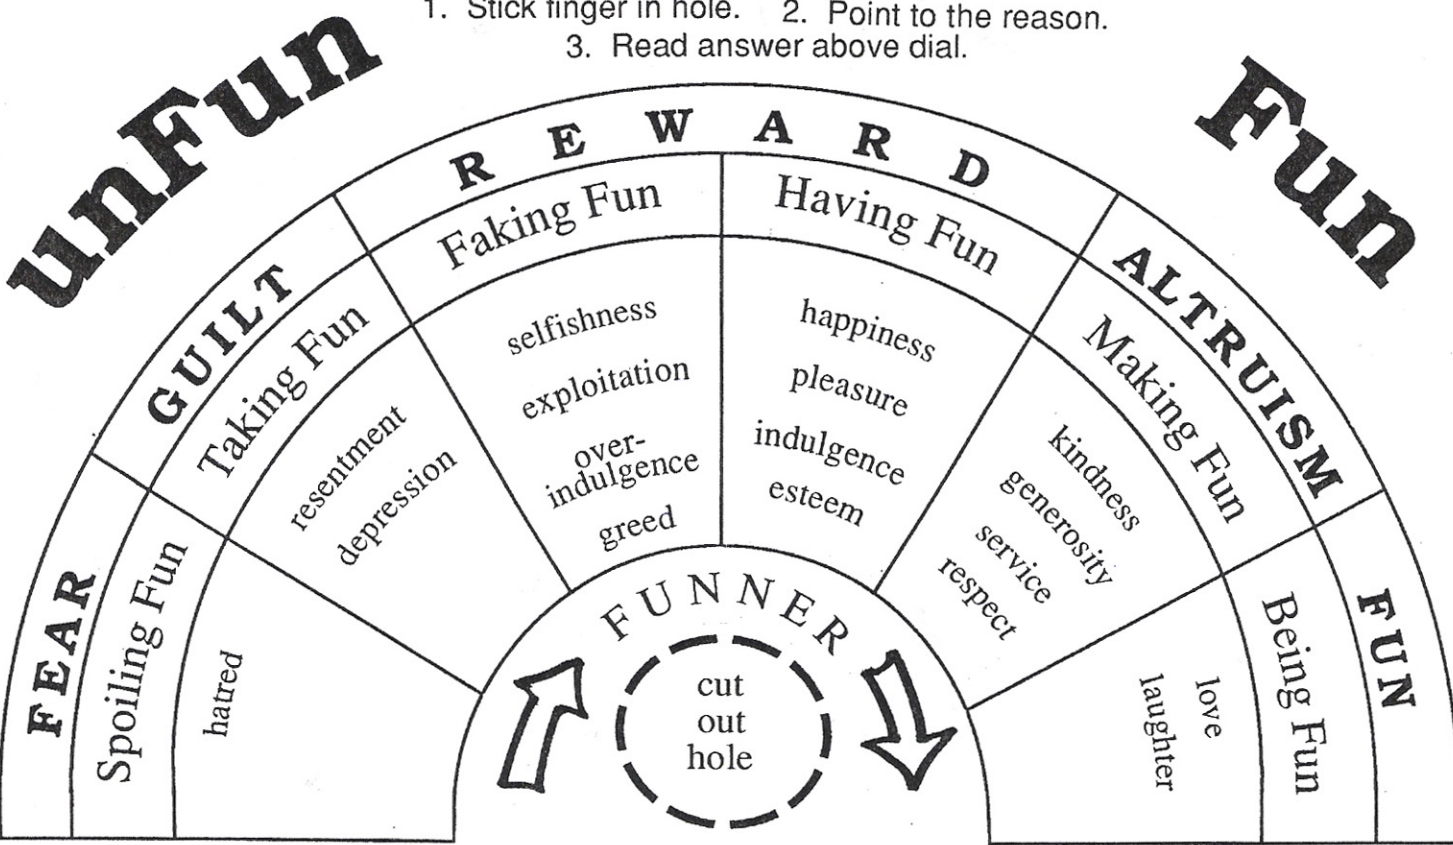 1. Stick finger in hole. 2. Point to the reason.
3. Read answer above dial.
unFun
Fun
FEAR
GUILT
REWARD
ALTRUISM
FUN
Spoiling Fun
Taking Fun
Faking Fun
Having Fun
Making Fun
Being Fun
hatred
resentment
depression
selfishness
exploitation
over-
indulgence
greed
happiness
pleasure
indulgence
esteem
kindness
generosity
service
respect
love
laughter
FUNNER
cut
out
hole